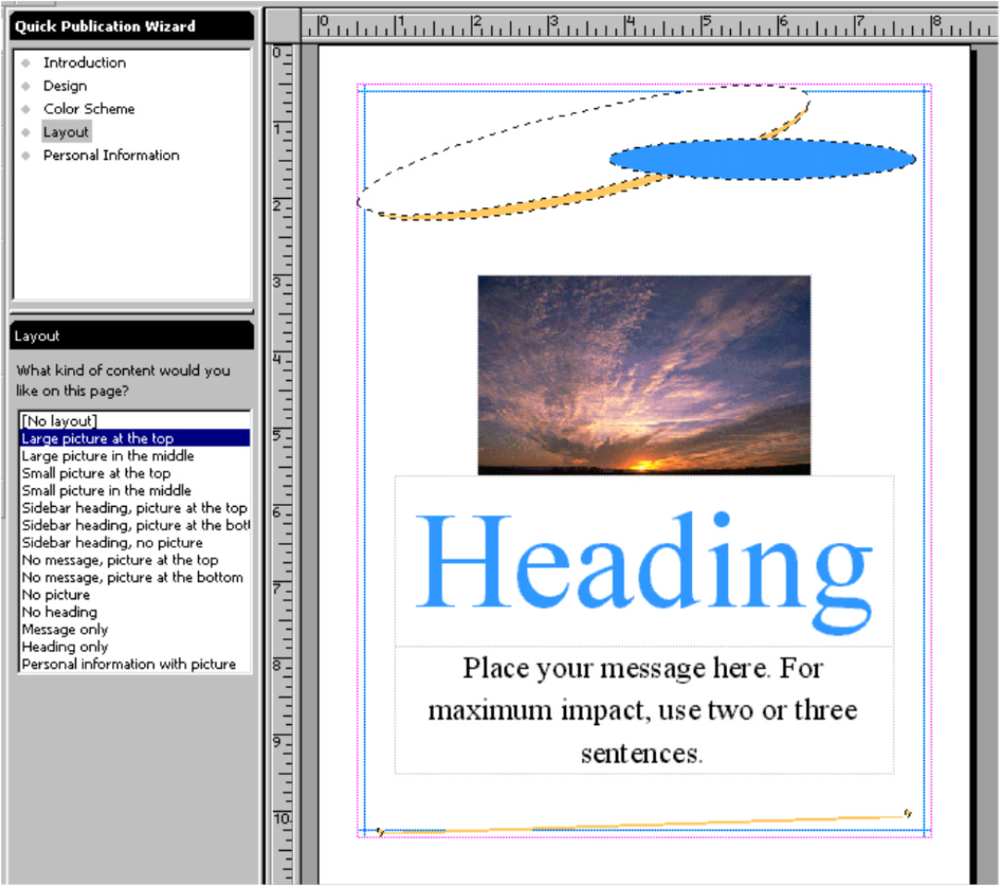 Quick Publication Wizard
Introduction
Design
Color Scheme
Layout
Personal Information
Layout
What kind of content would you
like on this page?
[No layout]
Large picture at the top
Large picture in the middle
Small picture at the top
Small picture in the middle
Sidebar heading, picture at the top
Sidebar heading, picture at the bott
Sidebar heading, no picture
No message, picture at the top
No message, picture at the bottom
No picture
No heading
Message only
Heading only
Personal information with picture
0 1 2 3 4 5 6 7 8
0
1
2
3
4
5
6
7
8
9
10
Heading
Place your message here. For
maximum impact, use two or three
sentences.